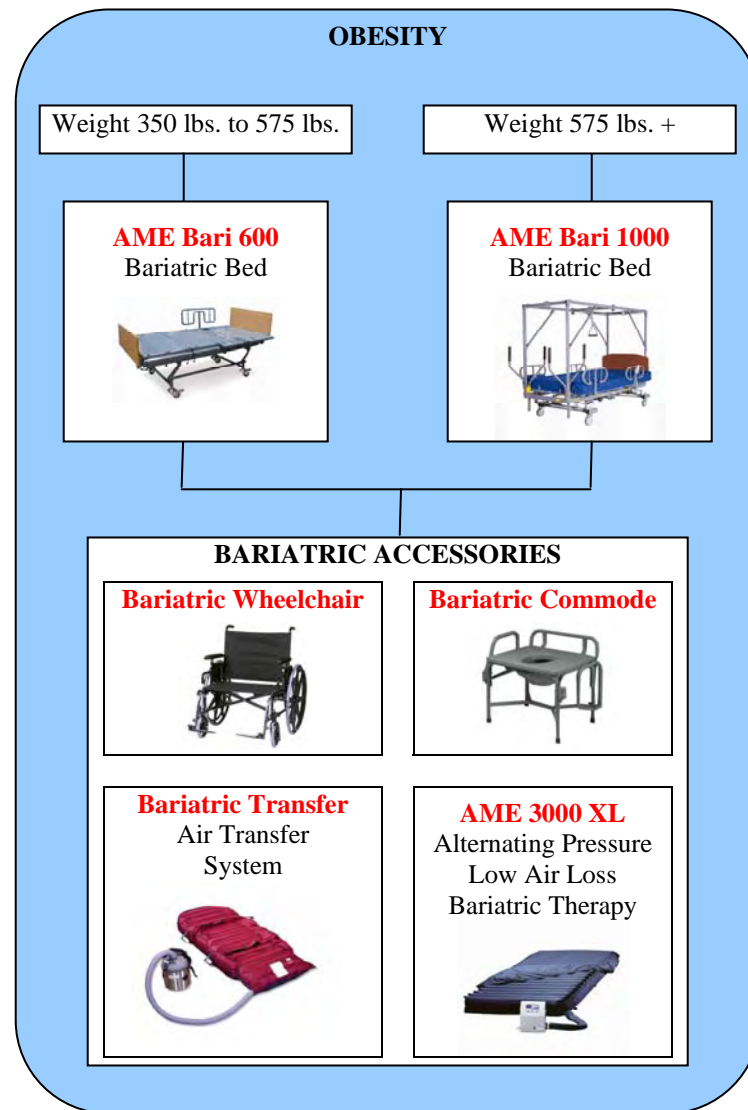 OBESITY
Weight 350 lbs. to 575 lbs.
Weight 575 lbs. +
AME Bari 600
Bariatric Bed
AME Bari 1000
Bariatric Bed
BARIATRIC ACCESSORIES
Bariatric Wheelchair
Bariatric Commode
Bariatric Transfer
Air Transfer
System
AME 3000 XL
Alternating Pressure
Low Air Loss
Bariatric Therapy